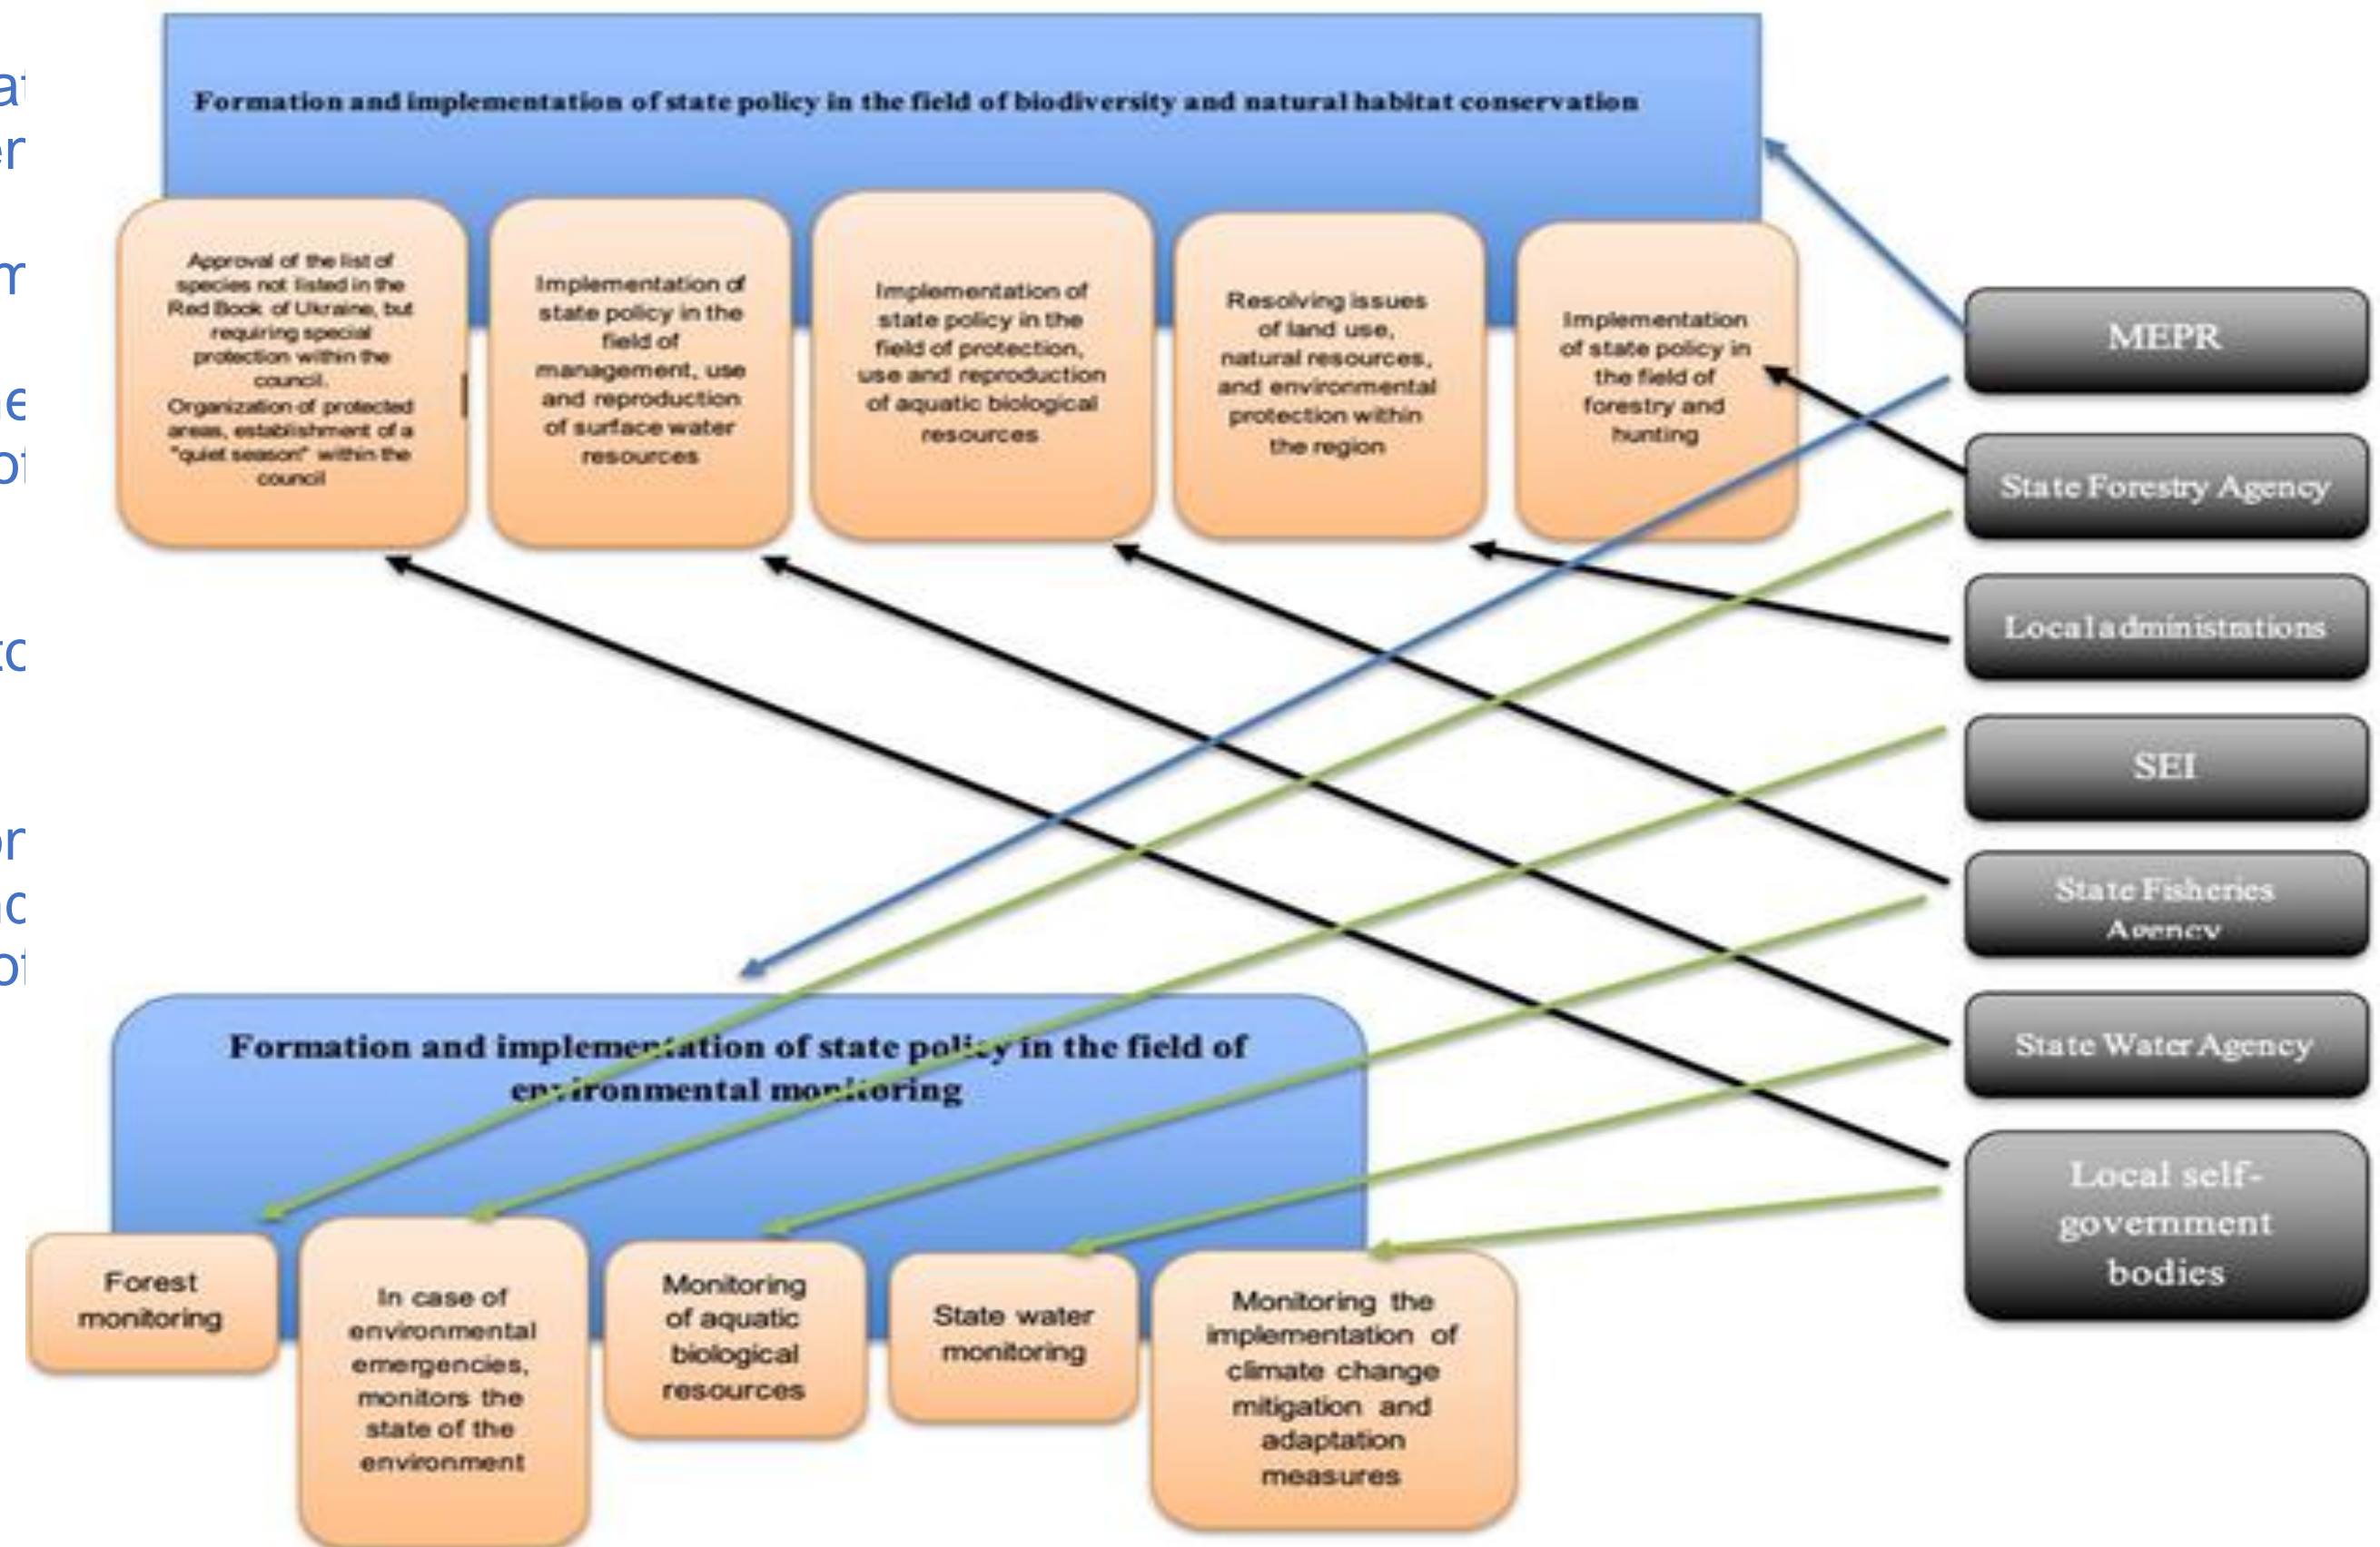 Formation and implementation of state policy in the field of biodiversity and natural habitat conservation
Approval of the list of
species not listed in the
Red Book of Ukraine, but
requiring special
protection within the
council.
Organization of protected
areas, establishment of a
"quiet season" within the
council
Implementation of
state policy in the
field of
management, use
and reproduction
of surface water
resources
Implementation of
state policy in the
field of protection,
use and reproduction
of aquatic biological
resources
Resolving issues
of land use,
natural resources,
and environmental
protection within
the region
Implementation
of state policy in
the field of
forestry and
hunting
MEPR
State Forestry Agency
Local administrations
SEI
State Fisheries
Agency
State Water Agency
Local self-
government
bodies
Formation and implementation of state policy in the field of
environmental monitoring
Forest
monitoring
In case of
environmental
emergencies,
monitors the
state of the
environment
Monitoring
of aquatic
biological
resources
State water
monitoring
Monitoring the
implementation of
climate change
mitigation and
adaptation
measures